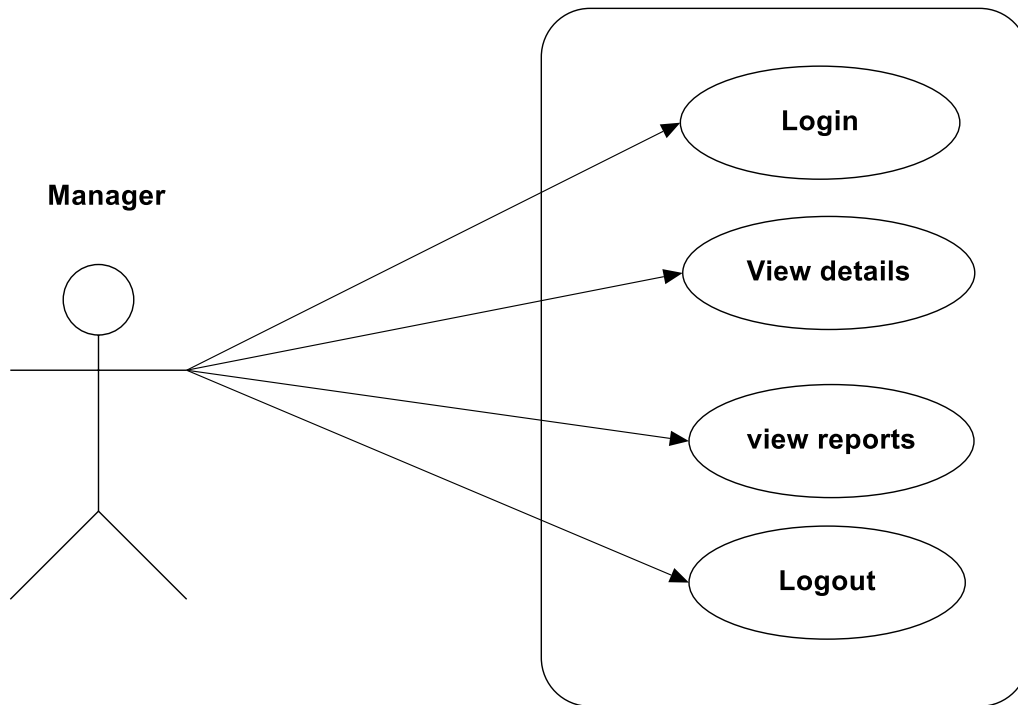 Login
Manager
View details
view reports
Logout